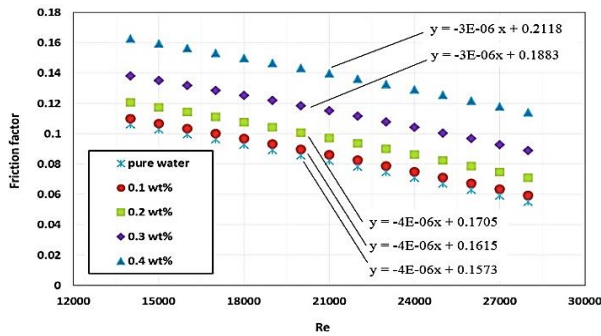 0.18
0.16
0.14
0.12
0.1
0.08
0.06
0.04
0.02
0
Friction factor
y = -3E-06 x + 0.2118
y = -3E-06x + 0.1883
pure water
0.1 wt%
0.2 wt%
0.3 wt%
0.4 wt%
y = -4E-06x + 0.1705
y = -4E-06x + 0.1615
y = -4E-06x + 0.1573
12000 15000 18000 21000 24000 27000 30000
Re